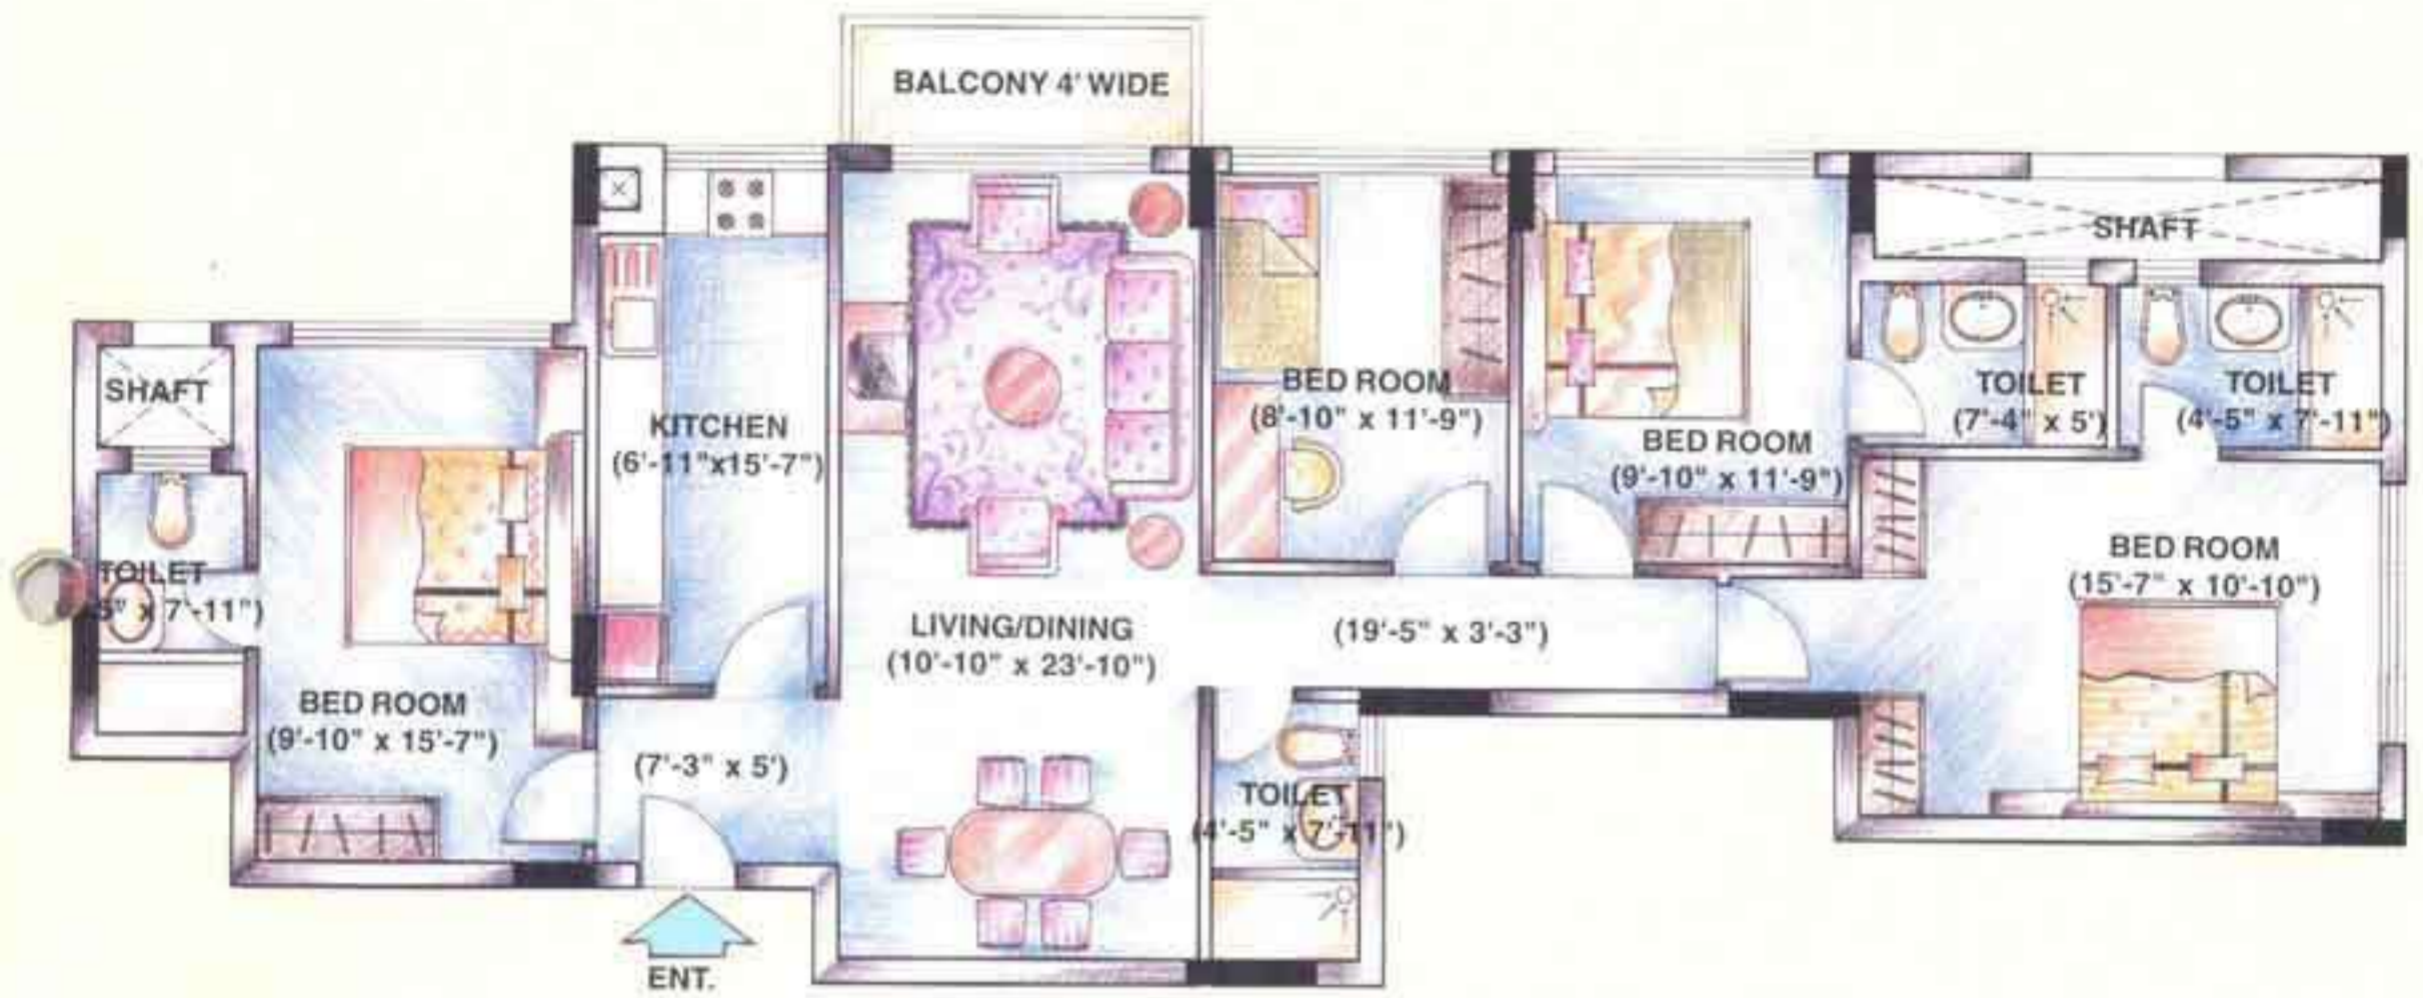 BALCONY 4' WIDE
SHAFT
SHAFT
KITCHEN
(6'-11"x15'-7")
BED ROOM
(8'-10" x 11'-9")
BED ROOM
(9'-10" x 11'-9")
TOILET
(7'-4" x 5')
TOILET
(4'-5" x 7'-11")
TOILET
5" x 7'-11")
BED ROOM
(15'-7" x 10'-10")
LIVING/DINING
(10'-10" x 23'-10")
(19'-5" x 3'-3")
BED ROOM
(9'-10" x 15'-7")
(7'-3" x 5')
TOILET
(4'-5" x 7'-11")
ENT.